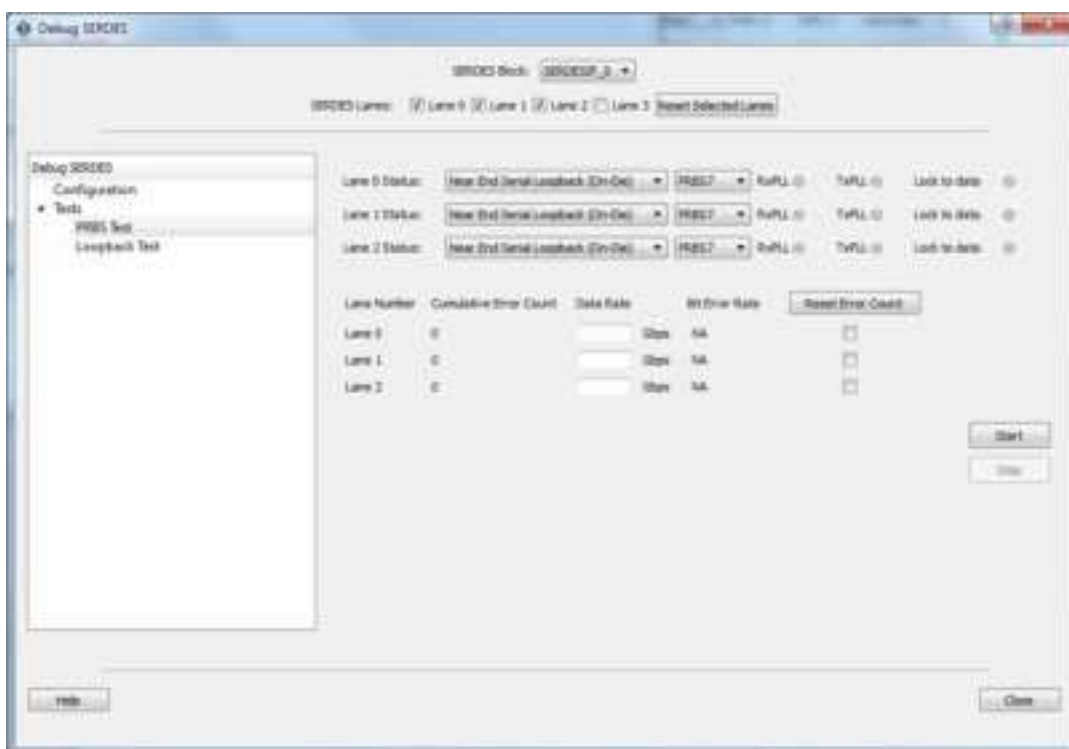 Debug SERDES
SERDES Block: SERDESIF_0
SERDES Lanes: Lane 0 Lane 1 Lane 2 Lane 3 Reset Selected Lanes
Debug SERDES
Configuration
Tests
PRBS Test
Loopback Test
Lane 0 Status: Near End Serial Loopback (On-Die) PRBS7 RxPLL TxPLL Lock to data
Lane 1 Status: Near End Serial Loopback (On-Die) PRBS7 RxPLL TxPLL Lock to data
Lane 2 Status: Near End Serial Loopback (On-Die) PRBS7 RxPLL TxPLL Lock to data
Lane Number Cumulative Error Count Data Rate Bit Error Rate Reset Error Count
Lane 0 0 Gbps NA
Lane 1 0 Gbps NA
Lane 2 0 Gbps NA
Start
Stop
Help
Close